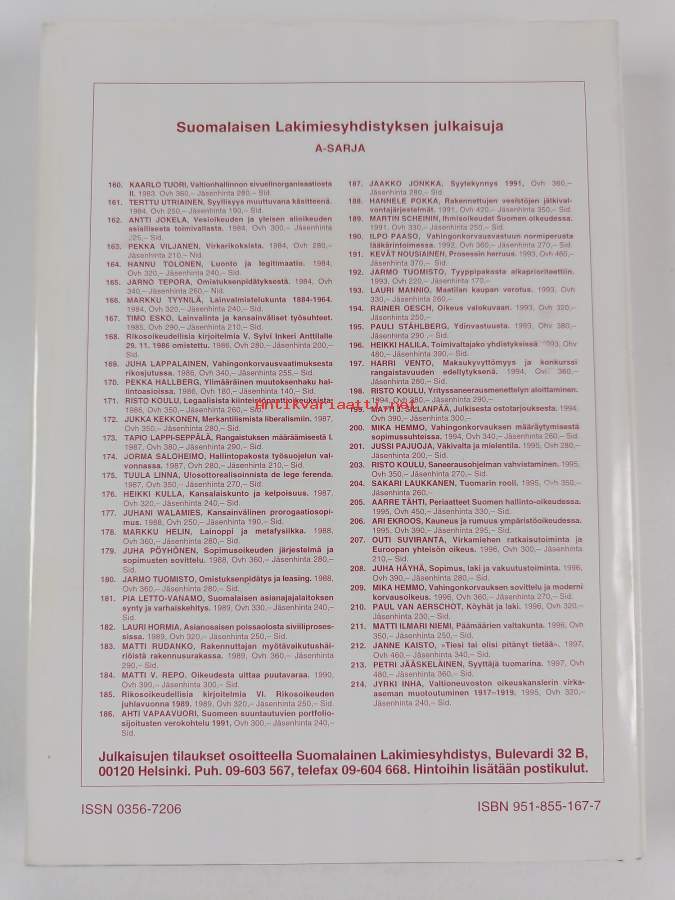 Suomalaisen Lakimiesyhdistyksen julkaisuja
A-SARJA
160. KAARLO TUORI, Valtionhallinnon sivuelinorganisaatiosta
II. 1983. Ovh 360,– Jäsenhinta 280,– Sid.
161. TERTTU UTRIAINEN, Syyllisyys muuttuvana käsitteenä.
1984, Ovh 250,– Jäsenhinta 190,– Sid.
162. ANTTI JOKELA, Vesioikeuden ja yleisen alioikeuden
asiallisesta toimivallasta. 1984, Ovh 300,– Jäsenhinta
225,– Sid.
163. PEKKA VILJANEN, Virkarikoksista. 1984, Ovh 280,–
Jäsenhinta 210,– Nid.
164. HANNU TOLONEN, Luonto ja legitimaatio. 1984,
Ovh 320,– Jäsenhinta 240,– Sid.
165. JARNO TEPORA, Omistuksenpidätyksestä. 1984, Ovh
340,– Jäsenhinta 260,– Nid.
166. MARKKU TYYNILÄ, Lainvalmistelukunta 1884-1964.
1984, Ovh 320,– Jäsenhinta 240,– Sid.
167. TIMO ESKO, Lainvalinta ja kansainväliset työsuhteet.
1985, Ovh 290,– Jäsenhinta 210,– Sid.
168. Rikosoikeudellisia kirjoitelmia V. Sylvi Inkeri Anttilalle
29. 11. 1986 omistettu. 1986, Ovh 280,– Jäsenhinta 200,–
Sid.
169. JUHA LAPPALAINEN, Vahingonkorvausvaatimuksesta
rikosjutussa. 1986, Ovh 340,– Jäsenhinta 255,– Sid.
170. PEKKA HALLBERG, Ylimääräinen muutoksenhaku hal-
lintoasioissa. 1986, Ovh 180,– Jäsenhinta 140,– Sid.
171. RISTO KOULU, Legaalisista kiinteistöpanttioikeuksista.
1986, Ovh 350,– Jäsenhinta 260,– Sid.
172. JUKKA KEKKONEN, Merkantilismista liberalismiin. 1987,
Ovh 350,– Jäsenhinta 280,– Sid.
173. TAPIO LAPPI-SEPPÄLÄ, Rangaistuksen määräämisestä I.
1987, Ovh 380,– Jäsenhinta 290,– Sid.
174. JORMA SALOHEIMO, Hallintopakosta työsuojelun val-
vonnassa. 1987, Ovh 280,– Jäsenhinta 210,– Sid.
175. TUULA LINNA, Ulosottorealisoinnista de lege ferenda.
1987, Ovh 350,– Jäsenhinta 270,– Sid.
176. HEIKKI KULLA, Kansalaiskunto ja kelpoisuus. 1987,
Ovh 320,– Jäsenhinta 240,– Sid.
177. JUHANI WALAMIES, Kansainvälinen prorogaatiosopi-
mus. 1988, Ovh 250,– Jäsenhinta 190,– Sid.
178. MARKKU HELIN, Lainoppi ja metafysiikka. 1988,
Ovh 360,– Jäsenhinta 280,– Sid.
179. JUHA PÖYHÖNEN, Sopimusoikeuden järjestelmä ja
sopimusten sovittelu. 1988, Ovh 360,– Jäsenhinta 280,–
Sid.
180. JARMO TUOMISTO, Omistuksenpidätys ja leasing. 1988,
Ovh 360,– Jäsenhinta 280,– Sid.
181. PIA LETTO-VANAMO, Suomalaisen asianajajalaitoksen
synty ja varhaiskehitys. 1989, Ovh 330,– Jäsenhinta 240,–
Sid.
182. LAURI HORMIA, Asianosaisen poissaolosta siviiliproses-
sissa. 1989, Ovh 320,– Jäsenhinta 250,– Sid.
183. MATTI RUDANKO, Rakennuttajan myötävaikutushäi-
riöistä rakennusurakassa. 1989, Ovh 360,– Jäsenhinta
290,– Sid.
184. MATTI V. REPO, Oikeudesta uittaa puutavaraa. 1990,
Ovh 390,– Jäsenhinta 300,– Sid.
185. Rikosoikeudellisia kirjoitelmia VI. Rikosoikeuden
juhlavuonna 1989. 1989, Ovh 320,– Jäsenhinta 250,– Sid.
186. AHTI VAPAAVUORI, Suomeen suuntautuvien portfolio-
sijoitusten verokohtelu 1991, Ovh 300,– Jäsenhinta 240,–
Sid.
187. JAAKKO JONKKA, Syytekynnys 1991, Ovh 360,–
Jäsenhinta 280,– Sid.
188. HANNELE POKKA, Rakennettujen vesistöjen jälkival-
vontajärjestelmät. 1991, Ovh 420,– Jäsenhinta 350,– Sid.
189. MARTIN SCHEININ, Ihmisoikeudet Suomen oikeudessa.
1991, Ovh 330,– Jäsenhinta 250,– Sid.
190. ILPO PAASO, Vahingonkorvausvastuun normiperusta
lääkärintoimessa. 1992, Ovh 360,– Jäsenhinta 270,– Sid.
191. KEVÄT NOUSIAINEN, Prosessin herruus. 1993, Ovh 460,–
Jäsenhinta 370,– Sid.
192. JARMO TUOMISTO, Tyyppipakosta aikaprioriteettiin.
1993, Ovh 220,– Jäsenhinta 170,–
193. LAURI MANNIO, Maatilan kaupan verotus. 1993, Ovh
330,– Jäsenhinta 260,–
194. RAINER OESCH, Oikeus valokuvaan. 1993, Ovh 320,–
Jäsenhinta 250,–
195. PAULI STÅHLBERG, Ydinvastuusta. 1993, Ohv 380,–
Jäsenhinta 290,– Sid.
196. HEIKKI HALILA, Toimivaltajako yhdistyksissä 1993, Ohv
480,– Jäsenhinta 390,– Sid.
197. HARRI VENTO, Maksukyvyttömyys ja konkurssi
rangaistavuuden edellytyksenä. 1994, Ovh 360,–
Jäsenhinta 260,– Sid.
198. RISTO KOULU, Yrityssaneerausmenettelyn aloittaminen.
1994, Ovh 380,– Jäsenhinta 290,–
199. MATTI J. SILLANPÄÄ, Julkisesta ostotarjouksesta. 1994,
Ovh 390,– Jäsenhinta 300,–
200. MIKA HEMMO, Vahingonkorvauksen määräytymisestä
sopimussuhteissa. 1994, Ovh 340,– Jäsenhinta 260,– Sid.
201. JUSSI PAJUOJA, Väkivalta ja mielentila. 1995, Ovh 280,–
Jäsenhinta 200,– Sid.
203. RISTO KOULU, Saneerausohjelman vahvistaminen. 1995,
Ovh 350,– Jäsenhinta 270,– Sid.
204. SAKARI LAUKKANEN, Tuomarin rooli. 1995, Ovh 350,–
Jäsenhinta 260,–
205. AARRE TÄHTI, Periaatteet Suomen hallinto-oikeudessa.
1995, Ovh 450,– Jäsenhinta 330,– Sid.
206. ARI EKROOS, Kauneus ja rumuus ympäristöoikeudessa.
1995, Ovh 390,– Jäsenhinta 295,– Sid.
207. OUTI SUVIRANTA, Virkamiehen ratkaisutoiminta ja
Euroopan yhteisön oikeus. 1996, Ovh 300,– Jäsenhinta
210,– Sid.
208. JUHA HÄYHÄ, Sopimus, laki ja vakuutustoiminta. 1996,
Ovh 390,– Jäsenhinta 280,– Sid.
209. MIKA HEMMO, Vahingonkorvauksen sovittelu ja moderni
korvausoikeus. 1996, Ovh 360,– Jäsenhinta 270,– Sid.
210. PAUL VAN AERSCHOT, Köyhät ja laki. 1996, Ovh 320,–
Jäsenhinta 230,– Sid.
211. MATTI ILMARI NIEMI, Päämäärien valtakunta. 1996, Ovh
350,– Jäsenhinta 250,– Sid.
212. JANNE KAISTO, »Tiesi tai olisi pitänyt tietää». 1997,
Ovh 460,– Jäsenhinta 340,– Sid.
213. PETRI JÄÄSKELÄINEN, Syyttäjä tuomarina. 1997, Ovh
480,– Jäsenhinta 360,– Sid.
214. JYRKI INHA, Valtioneuvoston oikeuskanslerin virka-
aseman muotoutuminen 1917–1919. 1995, Ovh 320,–
Jäsenhinta 240,– Sid.
antikvariaatti.net
Julkaisujen tilaukset osoitteella Suomalainen Lakimiesyhdistys, Bulevardi 32 B,
00120 Helsinki. Puh. 09-603 567, telefax 09-604 668. Hintoihin lisätään postikulut.
ISSN 0356-7206
ISBN 951-855-167-7